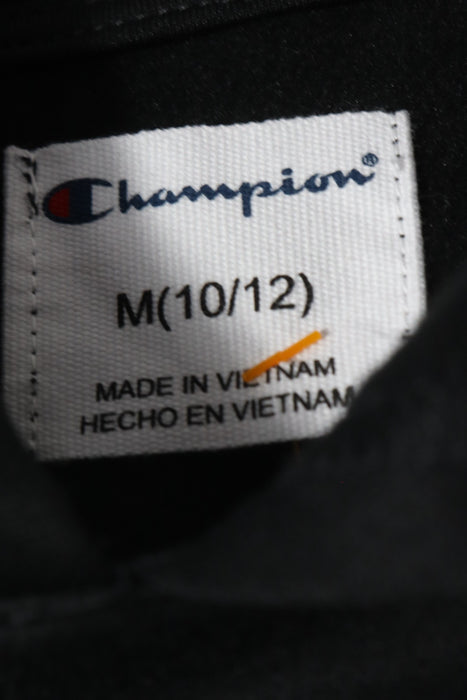 Champion®
M(10/12)
MADE IN VIETNAM
HECHO EN VIETNAM